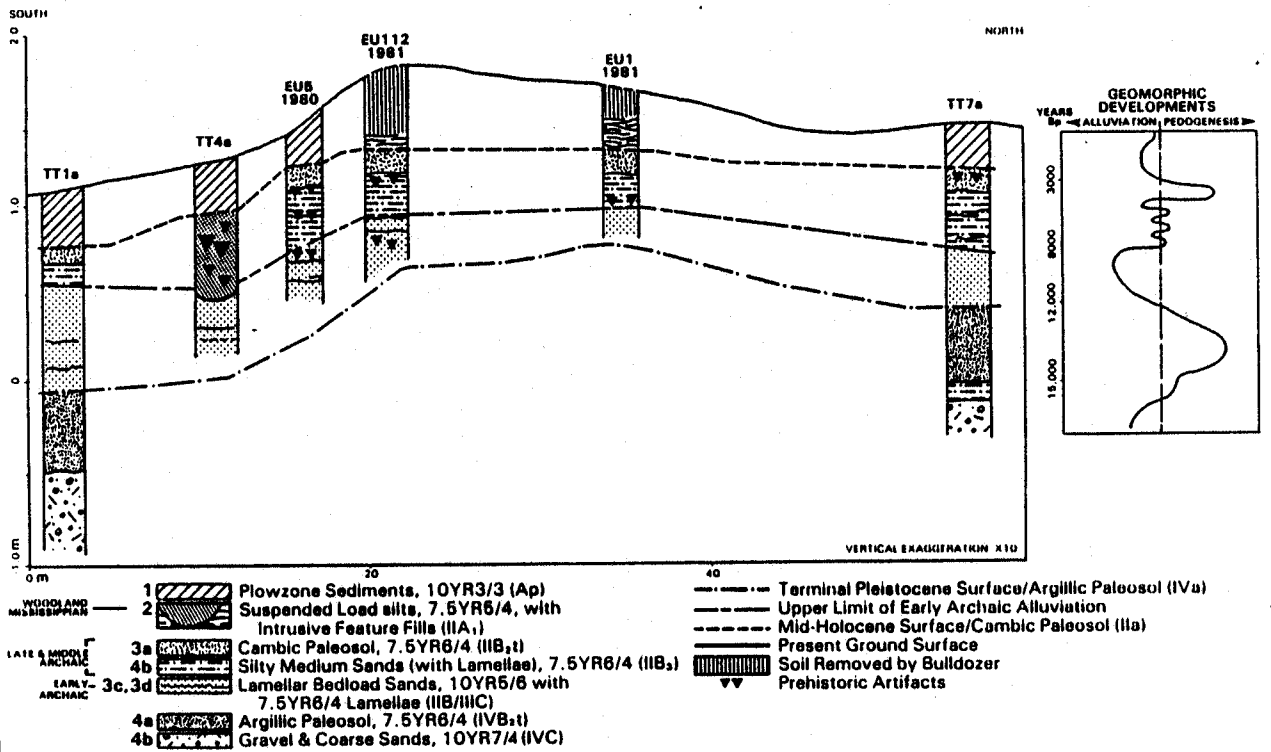 SOUTH
NORTH
2.0
1.0
0
-1.0m
0 m
20
40
TT1a
TT4a
EU5
1980
EU112
1981
EU1
1981
TT7a
VERTICAL EXAGGERATION X10
GEOMORPHIC
DEVELOPMENTS
YEARS
Bp
ALLUVIATION PEDOGENESIS
3000
8000
12,000
15,000
WOODLAND
MISSISSIPPIAN
LATE & MIDDLE
ARCHAIC
EARLY
ARCHAIC
1 Plowzone Sediments, 10YR3/3 (Ap)
2 Suspended Load silts, 7.5YR5/4, with
Intrusive Feature Fills (IIA₁)
3a Cambic Paleosol, 7.5YR6/4 (IIB₂t)
4b Silty Medium Sands (with Lamellae), 7.5YR6/4 (IIB₃)
3c, 3d Lamellar Bedload Sands, 10YR5/6 with
7.5YR6/4 Lamellae (IIB/IIIC)
4a Argillic Paleosol, 7.5YR6/4 (IVB₂t)
4b Gravel & Coarse Sands, 10YR7/4 (IVC)
Terminal Pleistocene Surface/Argillic Paleosol (IVa)
Upper Limit of Early Archaic Alluviation
Mid-Holocene Surface/Cambic Paleosol (IIa)
Present Ground Surface
Soil Removed by Bulldozer
Prehistoric Artifacts